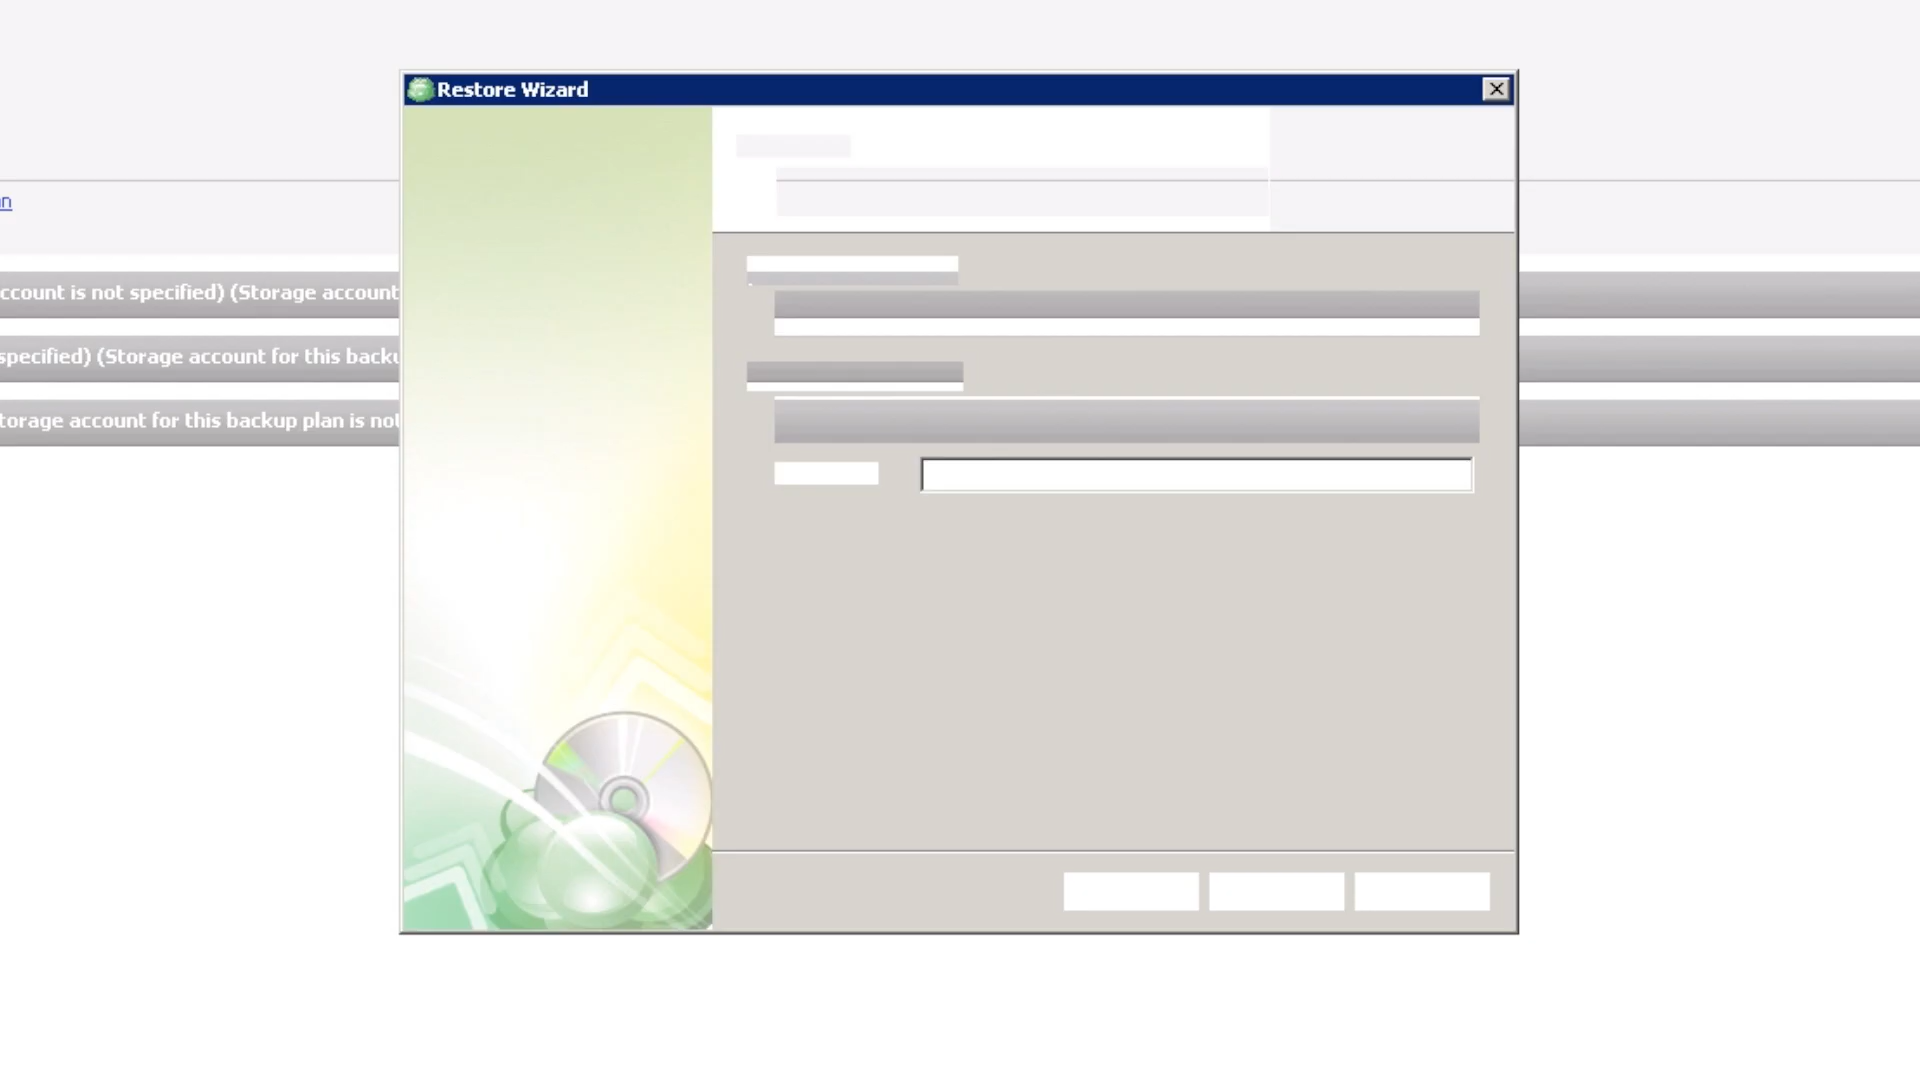 Restore Wizard
n
ccount is not specified) (Storage account
specified) (Storage account for this backu
torage account for this backup plan is not